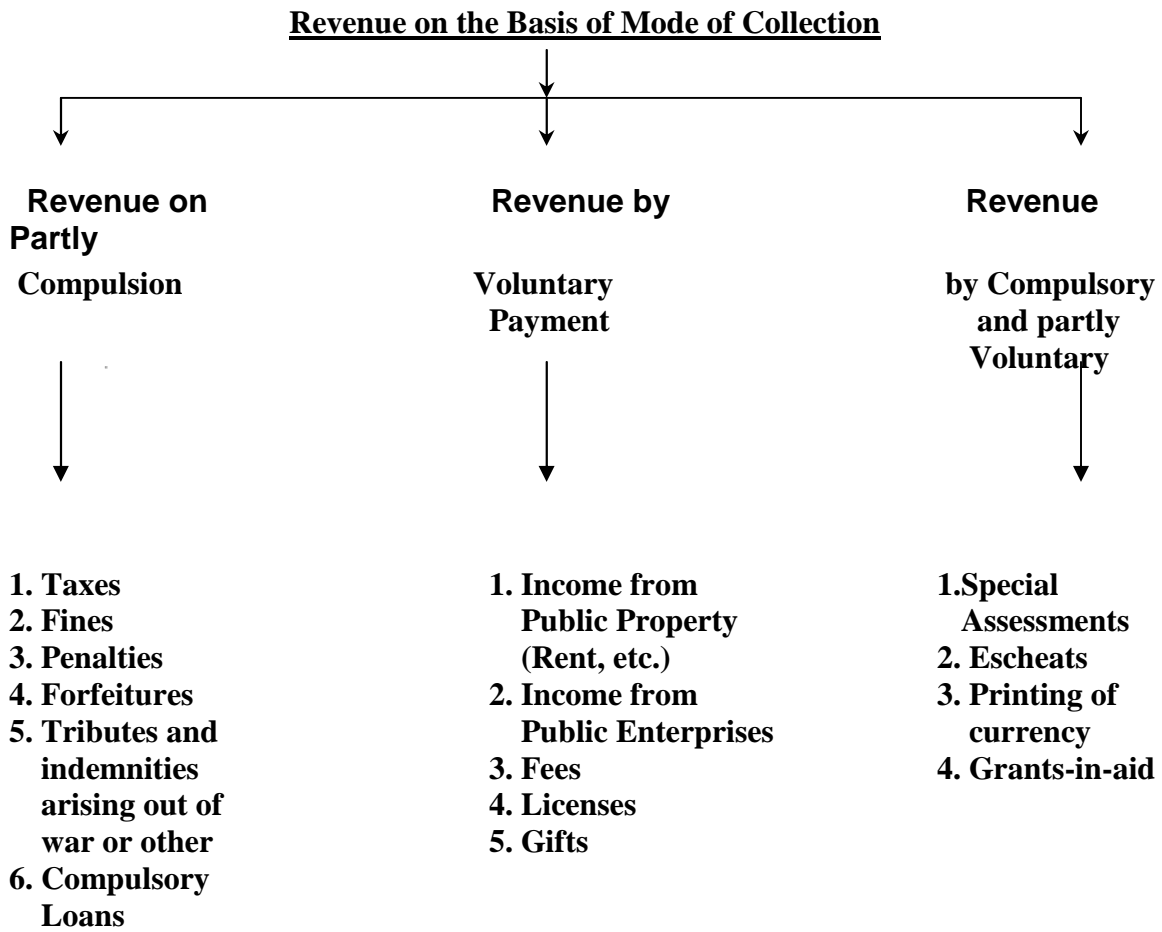 Revenue on the Basis of Mode of Collection
Revenue on
Partly
Compulsion
Revenue by
Voluntary
Payment
Revenue
by Compulsory
and partly
Voluntary
1. Taxes
2. Fines
3. Penalties
4. Forfeitures
5. Tributes and
indemnities
arising out of
war or other
6. Compulsory
Loans
1. Income from
Public Property
(Rent, etc.)
2. Income from
Public Enterprises
3. Fees
4. Licenses
5. Gifts
1.Special
Assessments
2. Escheats
3. Printing of
currency
4. Grants-in-aid